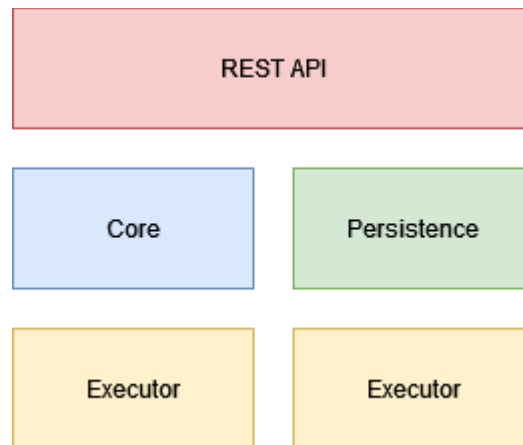 REST API
Core
Persistence
Executor
Executor